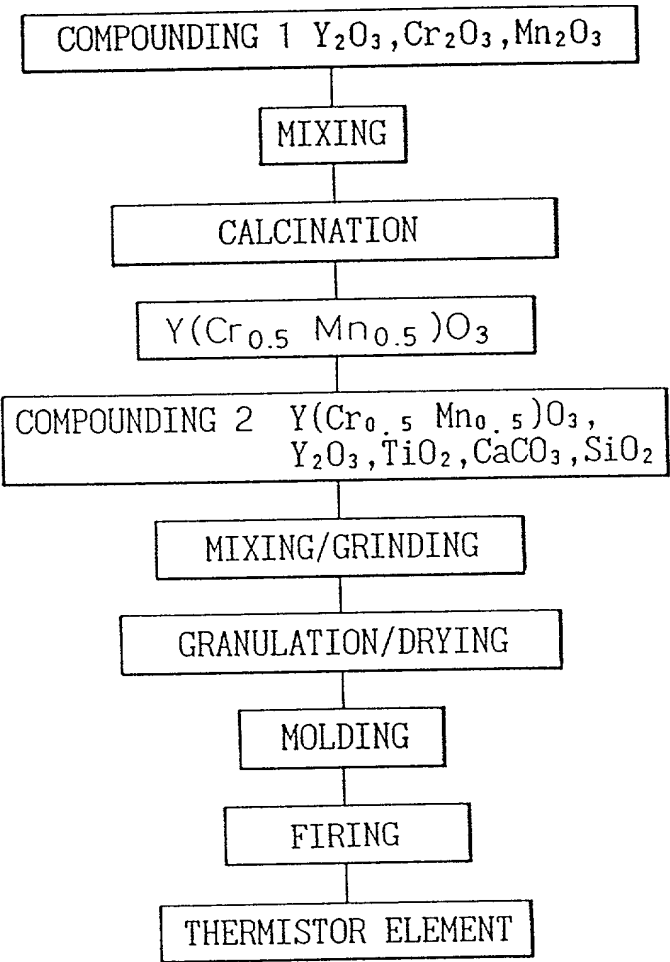 COMPOUNDING 1 Y₂O₃,Cr₂O₃,Mn₂O₃
MIXING
CALCINATION
Y(Cr₀.₅ Mn₀.₅)O₃
COMPOUNDING 2 Y(Cr₀.₅ Mn₀.₅)O₃,
Y₂O₃,TiO₂,CaCO₃,SiO₂
MIXING/GRINDING
GRANULATION/DRYING
MOLDING
FIRING
THERMISTOR ELEMENT